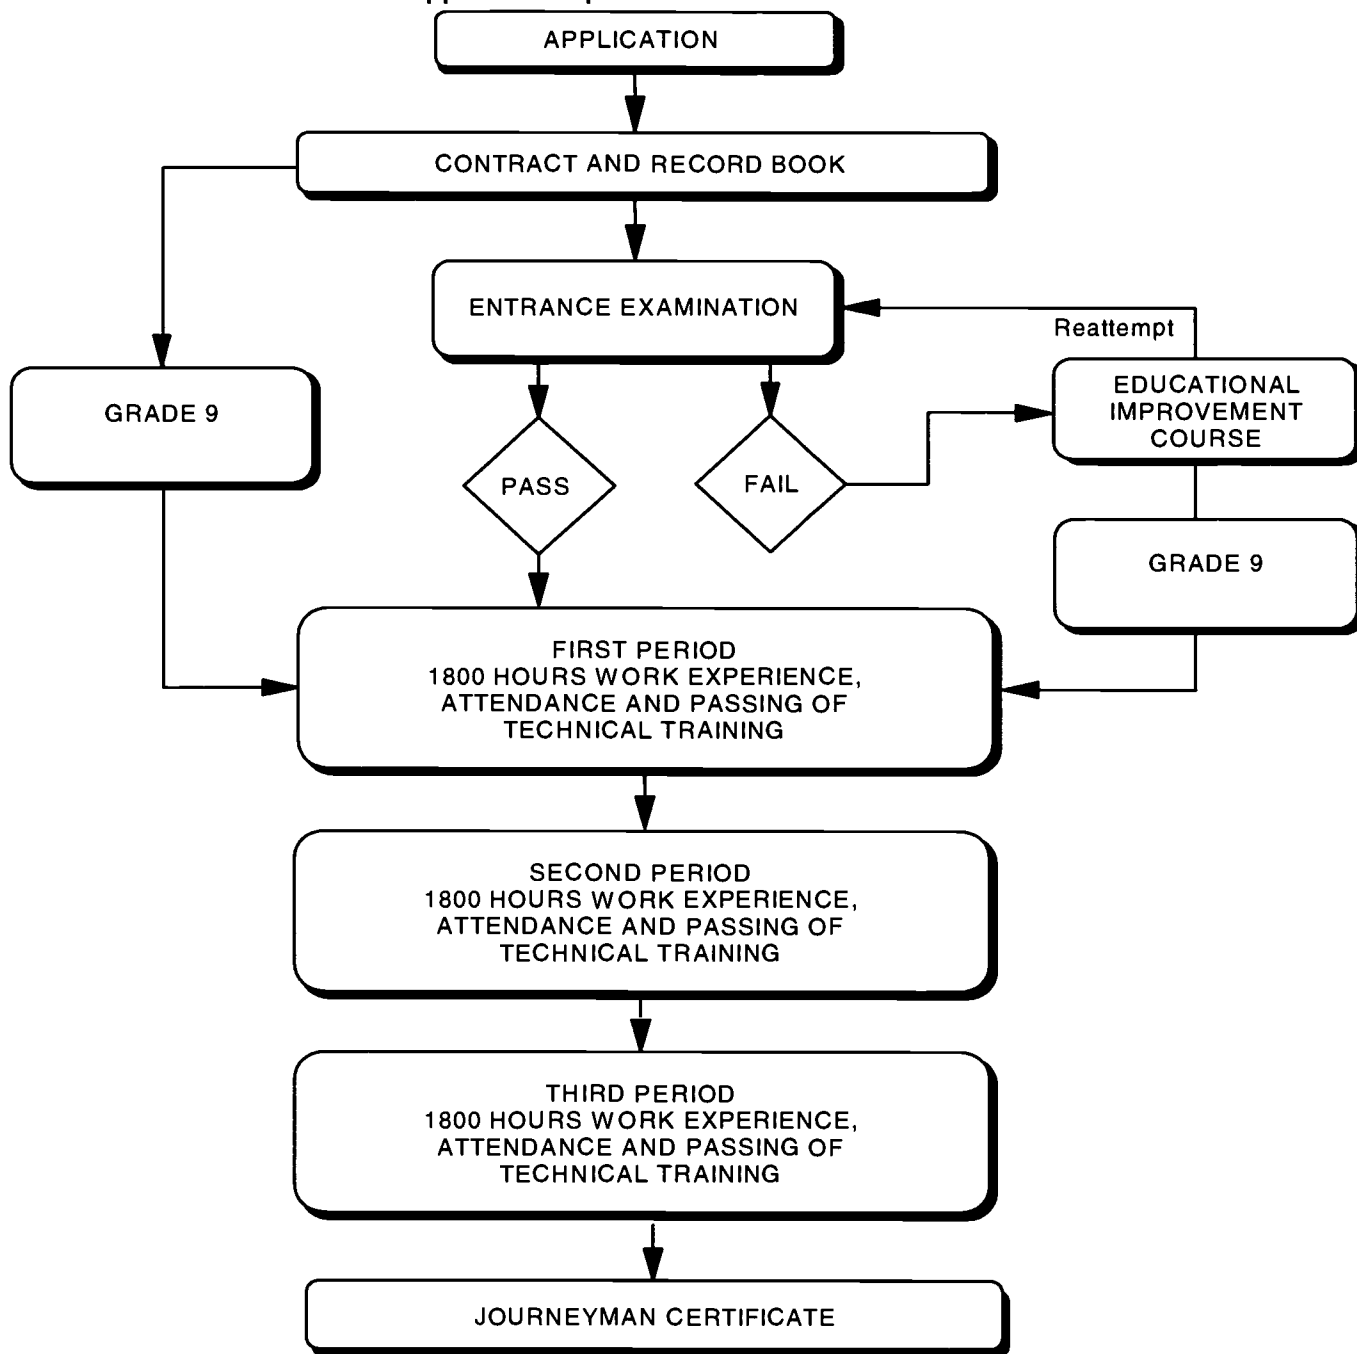 APPLICATION
CONTRACT AND RECORD BOOK
ENTRANCE EXAMINATION
Reattempt
GRADE 9
EDUCATIONAL
IMPROVEMENT
COURSE
PASS
FAIL
GRADE 9
FIRST PERIOD
1800 HOURS WORK EXPERIENCE,
ATTENDANCE AND PASSING OF
TECHNICAL TRAINING
SECOND PERIOD
1800 HOURS WORK EXPERIENCE,
ATTENDANCE AND PASSING OF
TECHNICAL TRAINING
THIRD PERIOD
1800 HOURS WORK EXPERIENCE,
ATTENDANCE AND PASSING OF
TECHNICAL TRAINING
JOURNEYMAN CERTIFICATE